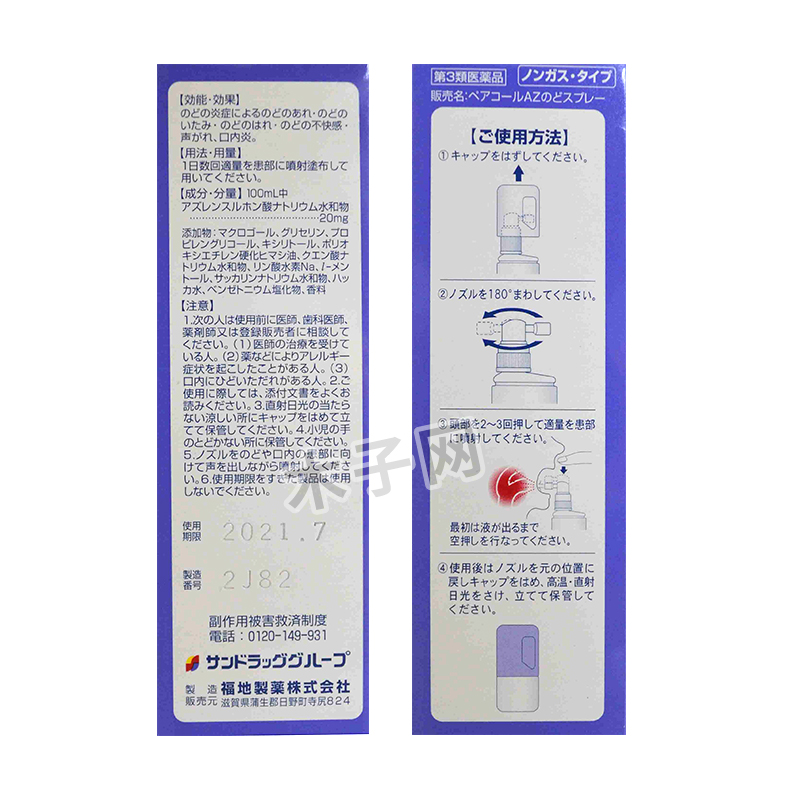 【効能・効果】
のどの炎症によるのどのあれ・のどの
いたみ・のどのはれ・のどの不快感・
声がれ、口内炎。
【用法・用量】
1日数回適量を患部に噴射塗布して
用いてください。
【成分・分量】100mL中
アズレンスルホン酸ナトリウム水和物
……………………………………20mg
添加物：マクロゴール、グリセリン、プロ
ピレングリコール、キシリトール、ポリオ
キシエチレン硬化ヒマシ油、クエン酸ナ
トリウム水和物、リン酸水素Na、l-メン
トール、サッカリンナトリウム水和物、ハッ
カ水、ベンゼトニウム塩化物、香料
【注意】
1.次の人は使用前に医師、歯科医師、
薬剤師又は登録販売者に相談して
ください。(1)医師の治療を受けて
いる人。(2)薬などによりアレルギー
症状を起こしたことがある人。(3)
口内にひどいただれがある人。2.ご
使用に際しては、添付文書をよくお
読みください。3.直射日光の当たら
ない涼しい所にキャップをはめて立
てて保管してください。4.小児の手
のとどかない所に保管してください。
5.ノズルをのどや口内の患部に向
けて声を出しながら噴射してくださ
い。6.使用期限をすぎた製品は使用
しないでください。
使用
期限 2021.7
製造
番号 2J82
副作用被害救済制度
電話：0120-149-931
サンドラッググループ
製造
販売元 福地製薬株式会社
滋賀県蒲生郡日野町寺尻824
第3類医薬品 ノンガス・タイプ
販売名：ペアコールAZのどスプレー
【ご使用方法】
①キャップをはずしてください。
②ノズルを180°まわしてください。
③頭部を2〜3回押して適量を患部
に噴射してください。
最初は液が出るまで
空押しを行なってください。
④使用後はノズルを元の位置に
戻しキャップをはめ、高温・直射
日光をさけ、立てて保管して
ください。
米子网